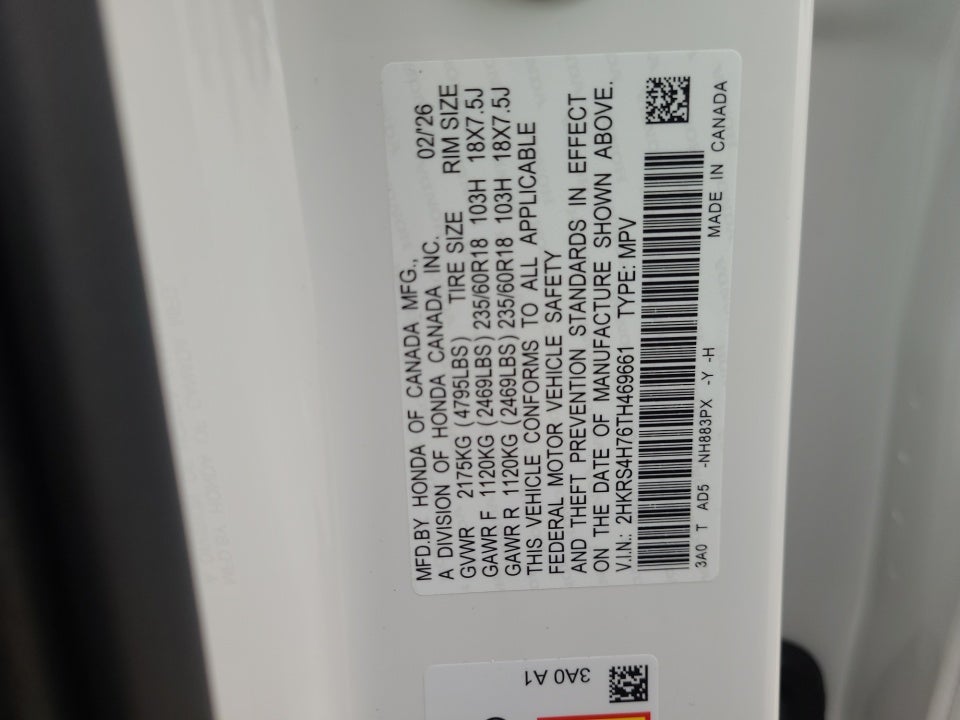 MFD.BY HONDA OF CANADA MFG.,
A DIVISION OF HONDA CANADA INC. 02/'26
GVWR 2175KG (4795LBS) TIRE SIZE RIM SIZE
GAWR F 1120KG (2469LBS) 235/60R18 103H 18X7.5J
GAWR R 1120KG (2469LBS) 235/60R18 103H 18X7.5J
THIS VEHICLE CONFORMS TO ALL APPLICABLE
FEDERAL MOTOR VEHICLE SAFETY
AND THEFT PREVENTION STANDARDS IN EFFECT
ON THE DATE OF MANUFACTURE SHOWN ABOVE.
V.I.N.: 2HKRS4H76TH469661 TYPE: MPV
3A0 T AD5 -NH883PX -Y -H MADE IN CANADA
3A0 A1